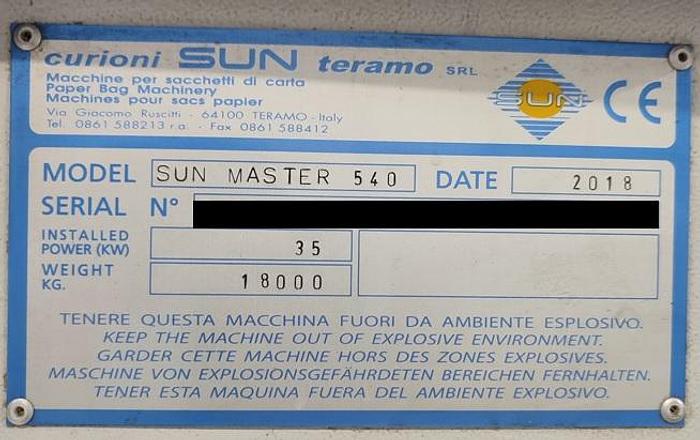 curioni SUN teramo SRL
Macchine per sacchetti di carta
Paper Bag Machinery
Machines pour sacs papier
Via Giacomo Ruscitti - 64100 TERAMO - Italy
Tel. 0861 588213 r.a. - Fax 0861 588412
SUN
CE
MODEL SUN MASTER 540 DATE 2018
SERIAL N°
INSTALLED POWER (KW) 35
WEIGHT KG. 18000
TENERE QUESTA MACCHINA FUORI DA AMBIENTE ESPLOSIVO.
KEEP THE MACHINE OUT OF EXPLOSIVE ENVIRONMENT.
GARDER CETTE MACHINE HORS DES ZONES EXPLOSIVES.
MASCHINE VON EXPLOSIONSGEFÄHRDETEN BEREICHEN FERNHALTEN.
TENER ESTA MAQUINA FUERA DEL AMBIENTE EXPLOSIVO.